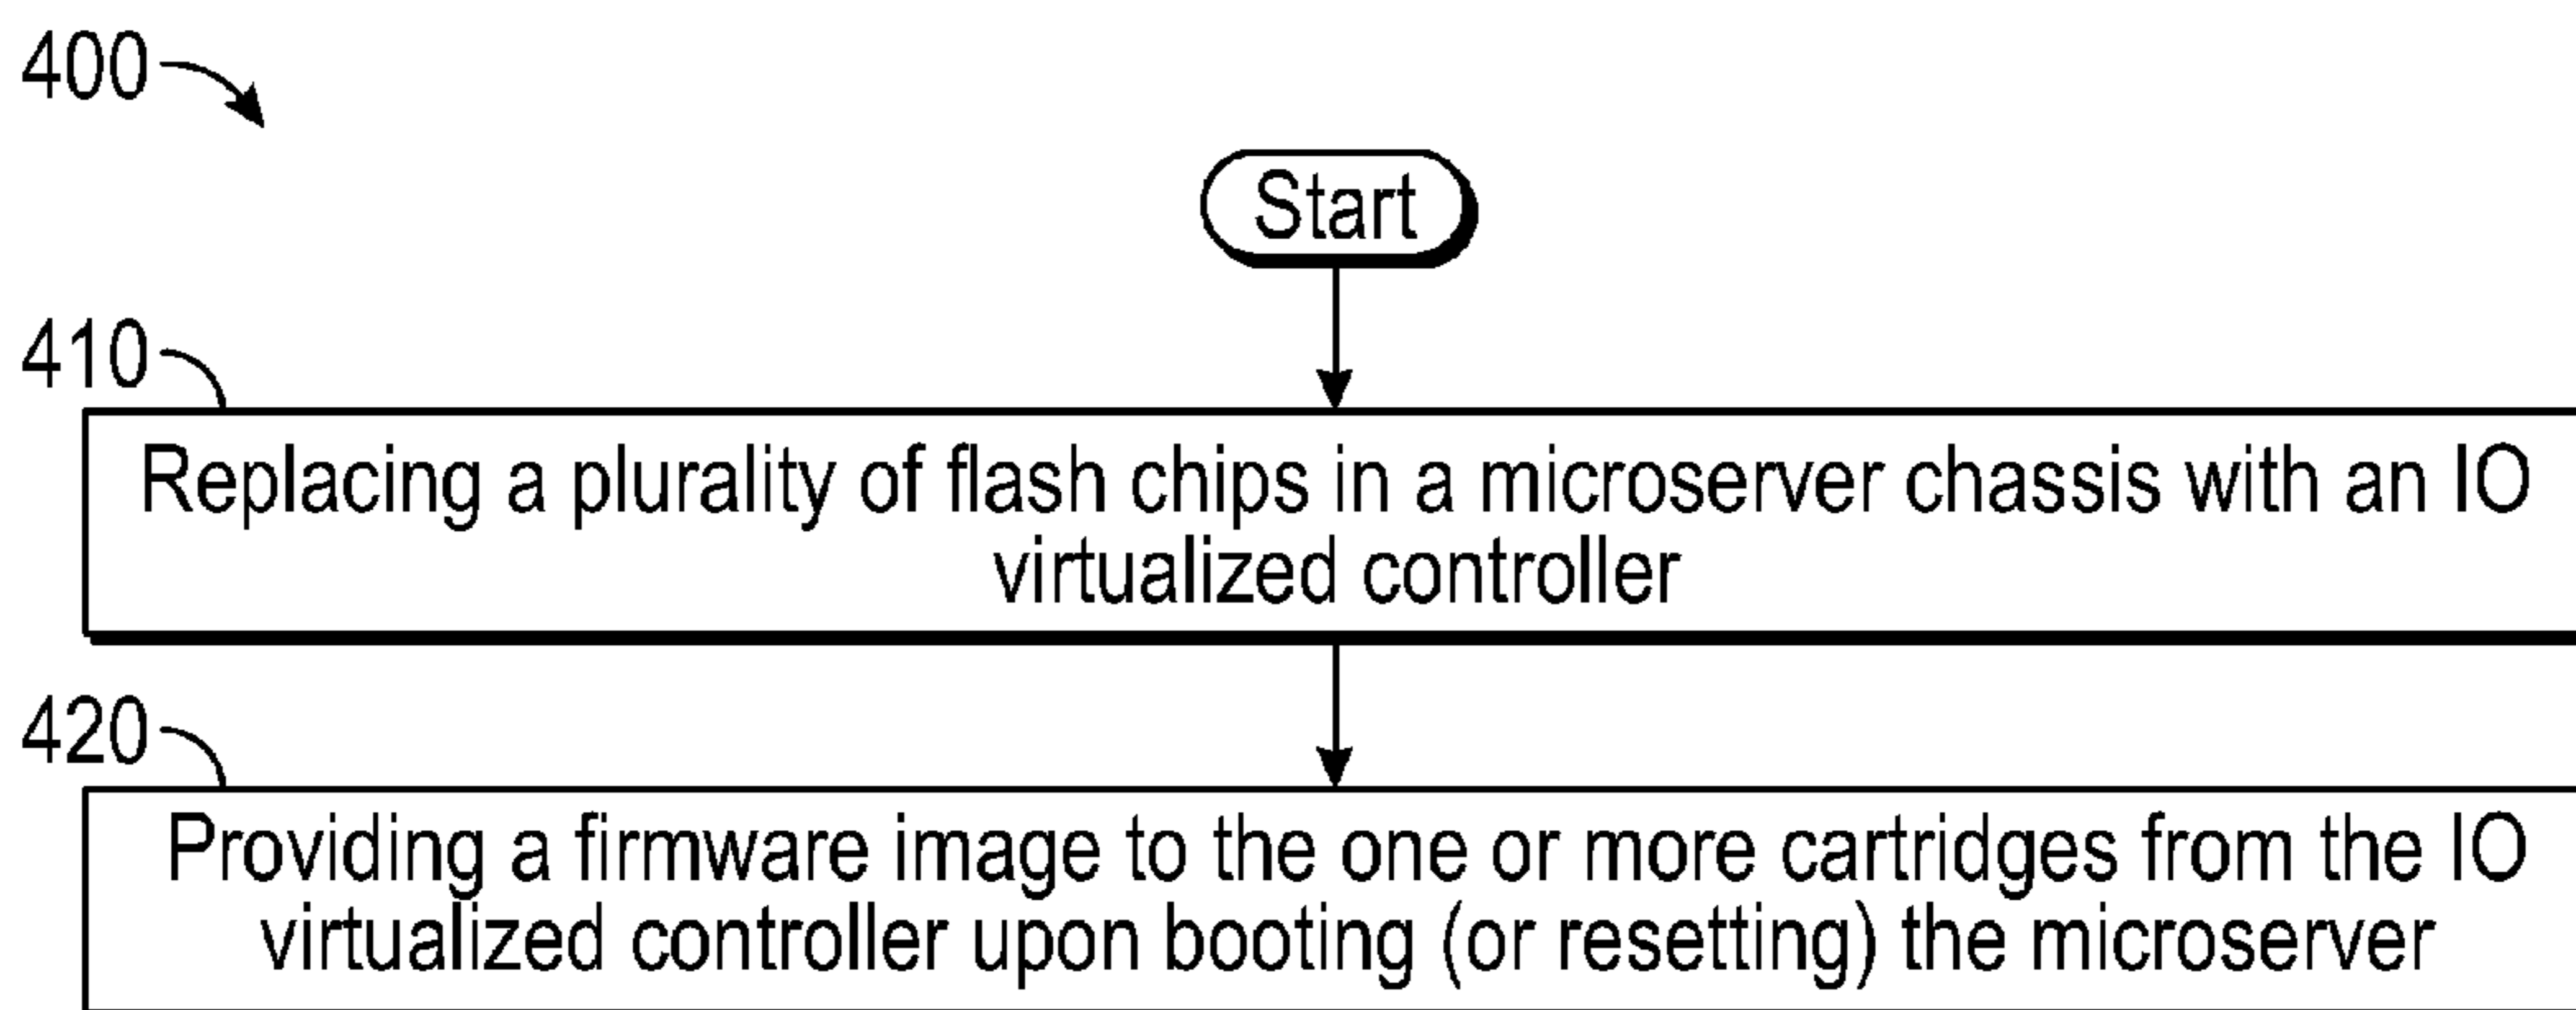 400
Start
410
Replacing a plurality of flash chips in a microserver chassis with an IO
virtualized controller
420
Providing a firmware image to the one or more cartridges from the IO
virtualized controller upon booting (or resetting) the microserver